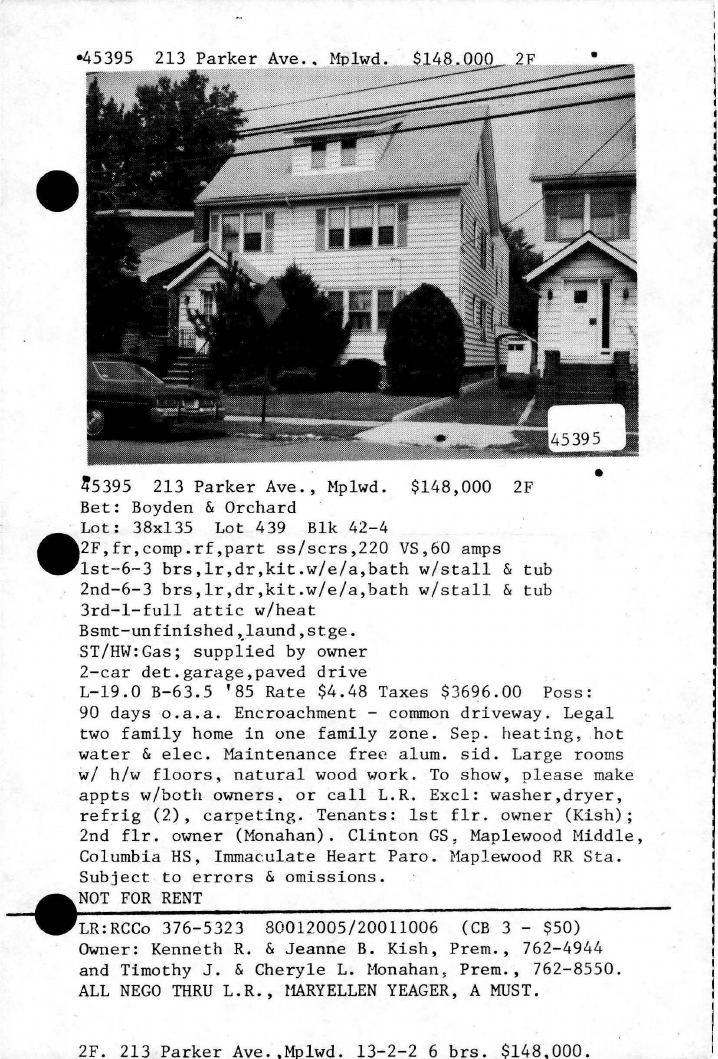 45395 213 Parker Ave., Mplwd. $148.000 2F
45395
45395 213 Parker Ave., Mplwd. $148,000 2F
Bet: Boyden & Orchard
Lot: 38x135 Lot 439 Blk 42-4
2F,fr,comp.rf,part ss/scrs,220 VS,60 amps
1st-6-3 brs,lr,dr,kit.w/e/a,bath w/stall & tub
2nd-6-3 brs,lr,dr,kit.w/e/a,bath w/stall & tub
3rd-1-full attic w/heat
Bsmt-unfinished,laund,stge.
ST/HW:Gas; supplied by owner
2-car det.garage,paved drive
L-19.0 B-63.5 '85 Rate $4.48 Taxes $3696.00 Poss:
90 days o.a.a. Encroachment - common driveway. Legal
two family home in one family zone. Sep. heating, hot
water & elec. Maintenance free alum. sid. Large rooms
w/ h/w floors, natural wood work. To show, please make
appts w/both owners, or call L.R. Excl: washer,dryer,
refrig (2), carpeting. Tenants: 1st flr. owner (Kish);
2nd flr. owner (Monahan). Clinton GS, Maplewood Middle,
Columbia HS, Immaculate Heart Paro. Maplewood RR Sta.
Subject to errors & omissions.
NOT FOR RENT
LR:RCCo 376-5323 80012005/20011006 (CB 3 - $50)
Owner: Kenneth R. & Jeanne B. Kish, Prem., 762-4944
and Timothy J. & Cheryle L. Monahan, Prem., 762-8550.
ALL NEGO THRU L.R., MARYELLEN YEAGER, A MUST.
2F. 213 Parker Ave.,Mplwd. 13-2-2 6 brs. $148,000.